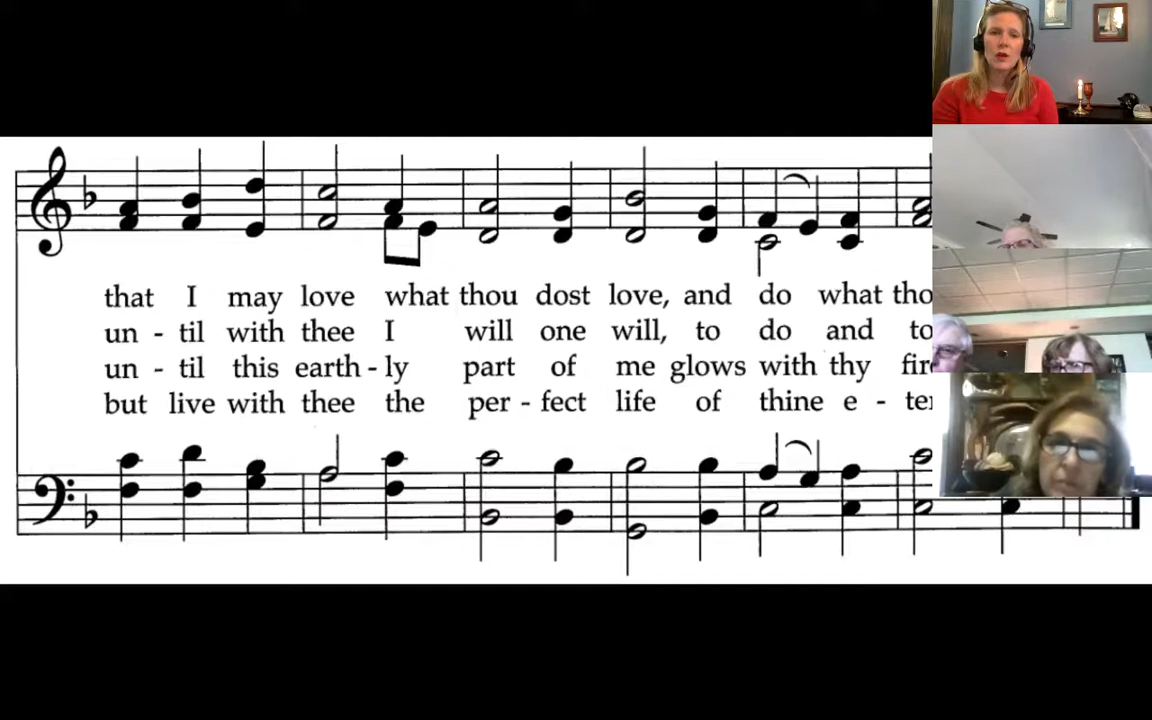 that I may love what thou dost love, and do what
un - til with thee I will one will, to do and
un - til this earth - ly part of me glows with thy
but live with thee the per - fect life of thine e -